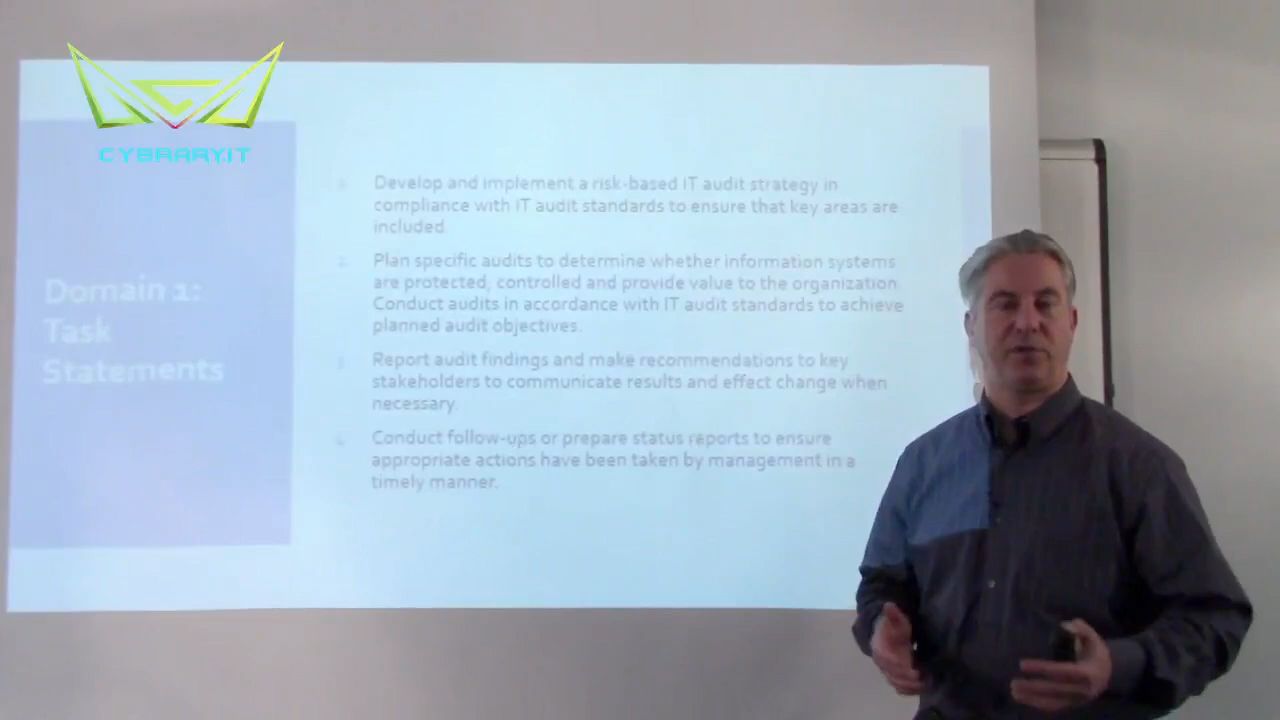 CYBRARY.IT
Domain 1:
Task
Statements
Develop and implement a risk-based IT audit strategy in
compliance with IT audit standards to ensure that key areas are
included.
2. Plan specific audits to determine whether information systems
are protected, controlled and provide value to the organization.
Conduct audits in accordance with IT audit standards to achieve
planned audit objectives.
Report audit findings and make recommendations to key
stakeholders to communicate results and effect change when
necessary.
4. Conduct follow-ups or prepare status reports to ensure
appropriate actions have been taken by management in a
timely manner.